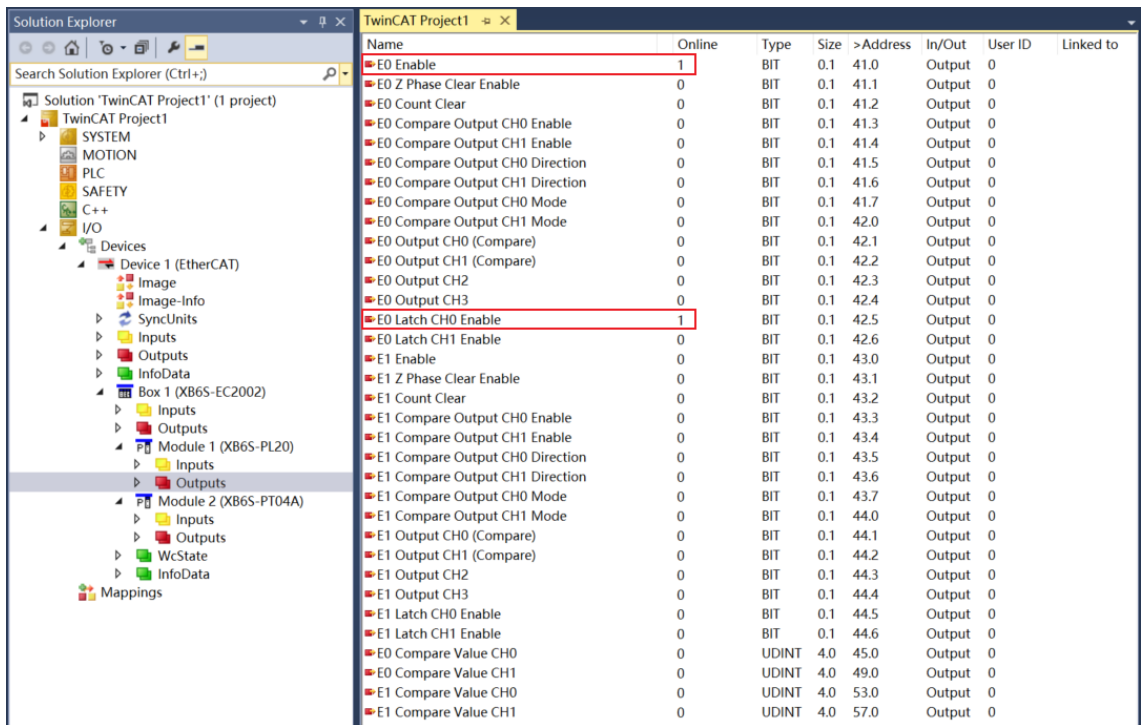 Solution Explorer
Search Solution Explorer (Ctrl+;)
Solution 'TwinCAT Project1' (1 project)
TwinCAT Project1
SYSTEM
MOTION
PLC
SAFETY
C++
I/O
Devices
Device 1 (EtherCAT)
Image
Image-Info
SyncUnits
Inputs
Outputs
InfoData
Box 1 (XB6S-EC2002)
Inputs
Outputs
Module 1 (XB6S-PL20)
Inputs
Outputs
Module 2 (XB6S-PT04A)
Inputs
Outputs
WcState
InfoData
Mappings
TwinCAT Project1
Name Online Type Size >Address In/Out User ID Linked to
E0 Enable 1 BIT 0.1 41.0 Output 0
E0 Z Phase Clear Enable 0 BIT 0.1 41.1 Output 0
E0 Count Clear 0 BIT 0.1 41.2 Output 0
E0 Compare Output CH0 Enable 0 BIT 0.1 41.3 Output 0
E0 Compare Output CH1 Enable 0 BIT 0.1 41.4 Output 0
E0 Compare Output CH0 Direction 0 BIT 0.1 41.5 Output 0
E0 Compare Output CH1 Direction 0 BIT 0.1 41.6 Output 0
E0 Compare Output CH0 Mode 0 BIT 0.1 41.7 Output 0
E0 Compare Output CH1 Mode 0 BIT 0.1 42.0 Output 0
E0 Output CH0 (Compare) 0 BIT 0.1 42.1 Output 0
E0 Output CH1 (Compare) 0 BIT 0.1 42.2 Output 0
E0 Output CH2 0 BIT 0.1 42.3 Output 0
E0 Output CH3 0 BIT 0.1 42.4 Output 0
E0 Latch CH0 Enable 1 BIT 0.1 42.5 Output 0
E0 Latch CH1 Enable 0 BIT 0.1 42.6 Output 0
E1 Enable 0 BIT 0.1 43.0 Output 0
E1 Z Phase Clear Enable 0 BIT 0.1 43.1 Output 0
E1 Count Clear 0 BIT 0.1 43.2 Output 0
E1 Compare Output CH0 Enable 0 BIT 0.1 43.3 Output 0
E1 Compare Output CH1 Enable 0 BIT 0.1 43.4 Output 0
E1 Compare Output CH0 Direction 0 BIT 0.1 43.5 Output 0
E1 Compare Output CH1 Direction 0 BIT 0.1 43.6 Output 0
E1 Compare Output CH0 Mode 0 BIT 0.1 43.7 Output 0
E1 Compare Output CH1 Mode 0 BIT 0.1 44.0 Output 0
E1 Output CH0 (Compare) 0 BIT 0.1 44.1 Output 0
E1 Output CH1 (Compare) 0 BIT 0.1 44.2 Output 0
E1 Output CH2 0 BIT 0.1 44.3 Output 0
E1 Output CH3 0 BIT 0.1 44.4 Output 0
E1 Latch CH0 Enable 0 BIT 0.1 44.5 Output 0
E1 Latch CH1 Enable 0 BIT 0.1 44.6 Output 0
E0 Compare Value CH0 0 UDINT 4.0 45.0 Output 0
E0 Compare Value CH1 0 UDINT 4.0 49.0 Output 0
E1 Compare Value CH0 0 UDINT 4.0 53.0 Output 0
E1 Compare Value CH1 0 UDINT 4.0 57.0 Output 0